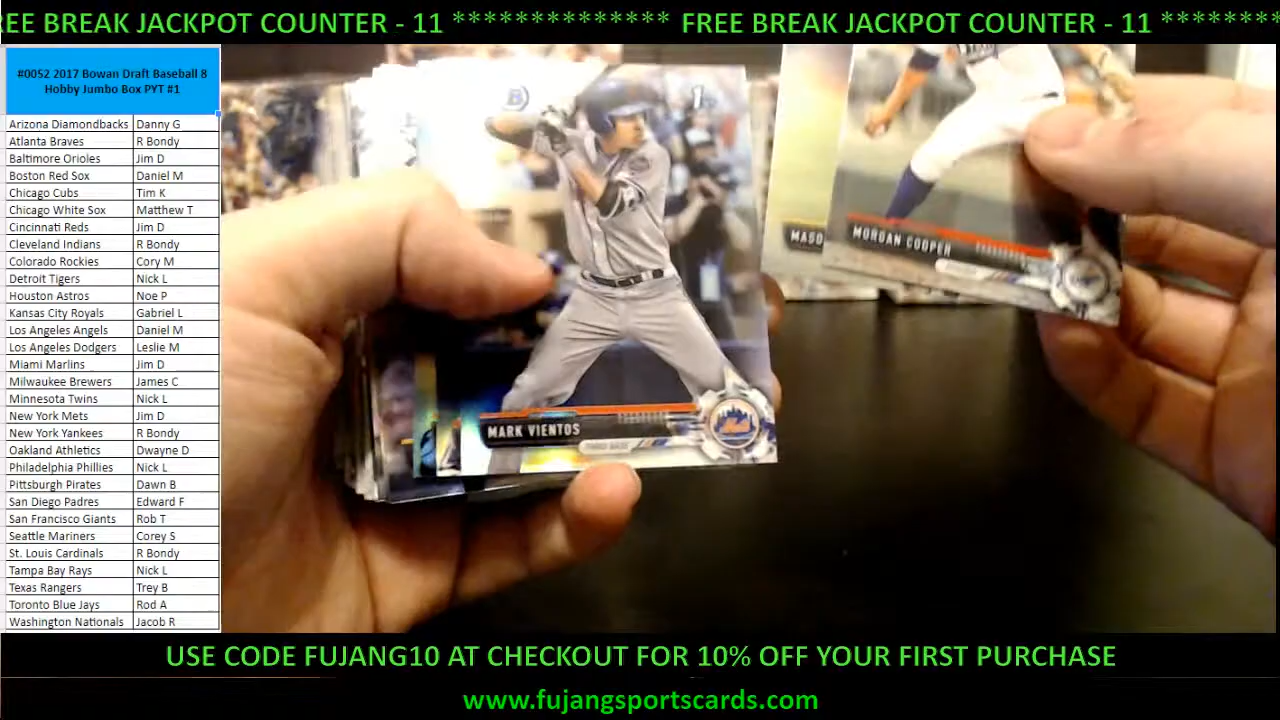 REE BREAK JACKPOT COUNTER - 11 ************** FREE BREAK JACKPOT COUNTER - 11 ********
#0052 2017 Bowan Draft Baseball 8
Hobby Jumbo Box PYT #1
Arizona Diamondbacks Danny G
Atlanta Braves R Bondy
Baltimore Orioles Jim D
Boston Red Sox Daniel M
Chicago Cubs Tim K
Chicago White Sox Matthew T
Cincinnati Reds Jim D
Cleveland Indians R Bondy
Colorado Rockies Cory M
Detroit Tigers Nick L
Houston Astros Noe P
Kansas City Royals Gabriel L
Los Angeles Angels Daniel M
Los Angeles Dodgers Leslie M
Miami Marlins Jim D
Milwaukee Brewers James C
Minnesota Twins Nick L
New York Mets Jim D
New York Yankees R Bondy
Oakland Athletics Dwayne D
Philadelphia Phillies Nick L
Pittsburgh Pirates Dawn B
San Diego Padres Edward F
San Francisco Giants Rob T
Seattle Mariners Corey S
St. Louis Cardinals R Bondy
Tampa Bay Rays Nick L
Texas Rangers Trey B
Toronto Blue Jays Rod A
Washington Nationals Jacob R
B 1st
MARK VIENTOS
THIRD BASE
Mets
MASO
MORGAN COOPER
USE CODE FUJANG10 AT CHECKOUT FOR 10% OFF YOUR FIRST PURCHASE
www.fujangsportscards.com